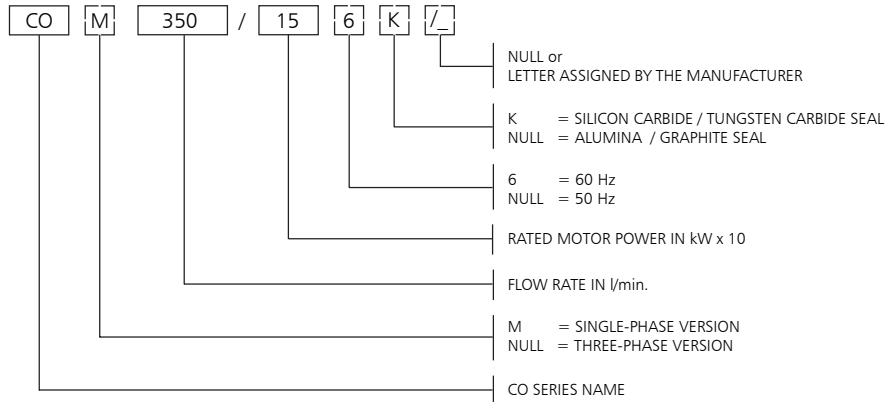 CO M 350 / 15 6 K /_
NULL or
LETTER ASSIGNED BY THE MANUFACTURER
K = SILICON CARBIDE / TUNGSTEN CARBIDE SEAL
NULL = ALUMINA / GRAPHITE SEAL
6 = 60 Hz
NULL = 50 Hz
RATED MOTOR POWER IN kW x 10
FLOW RATE IN l/min.
M = SINGLE-PHASE VERSION
NULL = THREE-PHASE VERSION
CO SERIES NAME